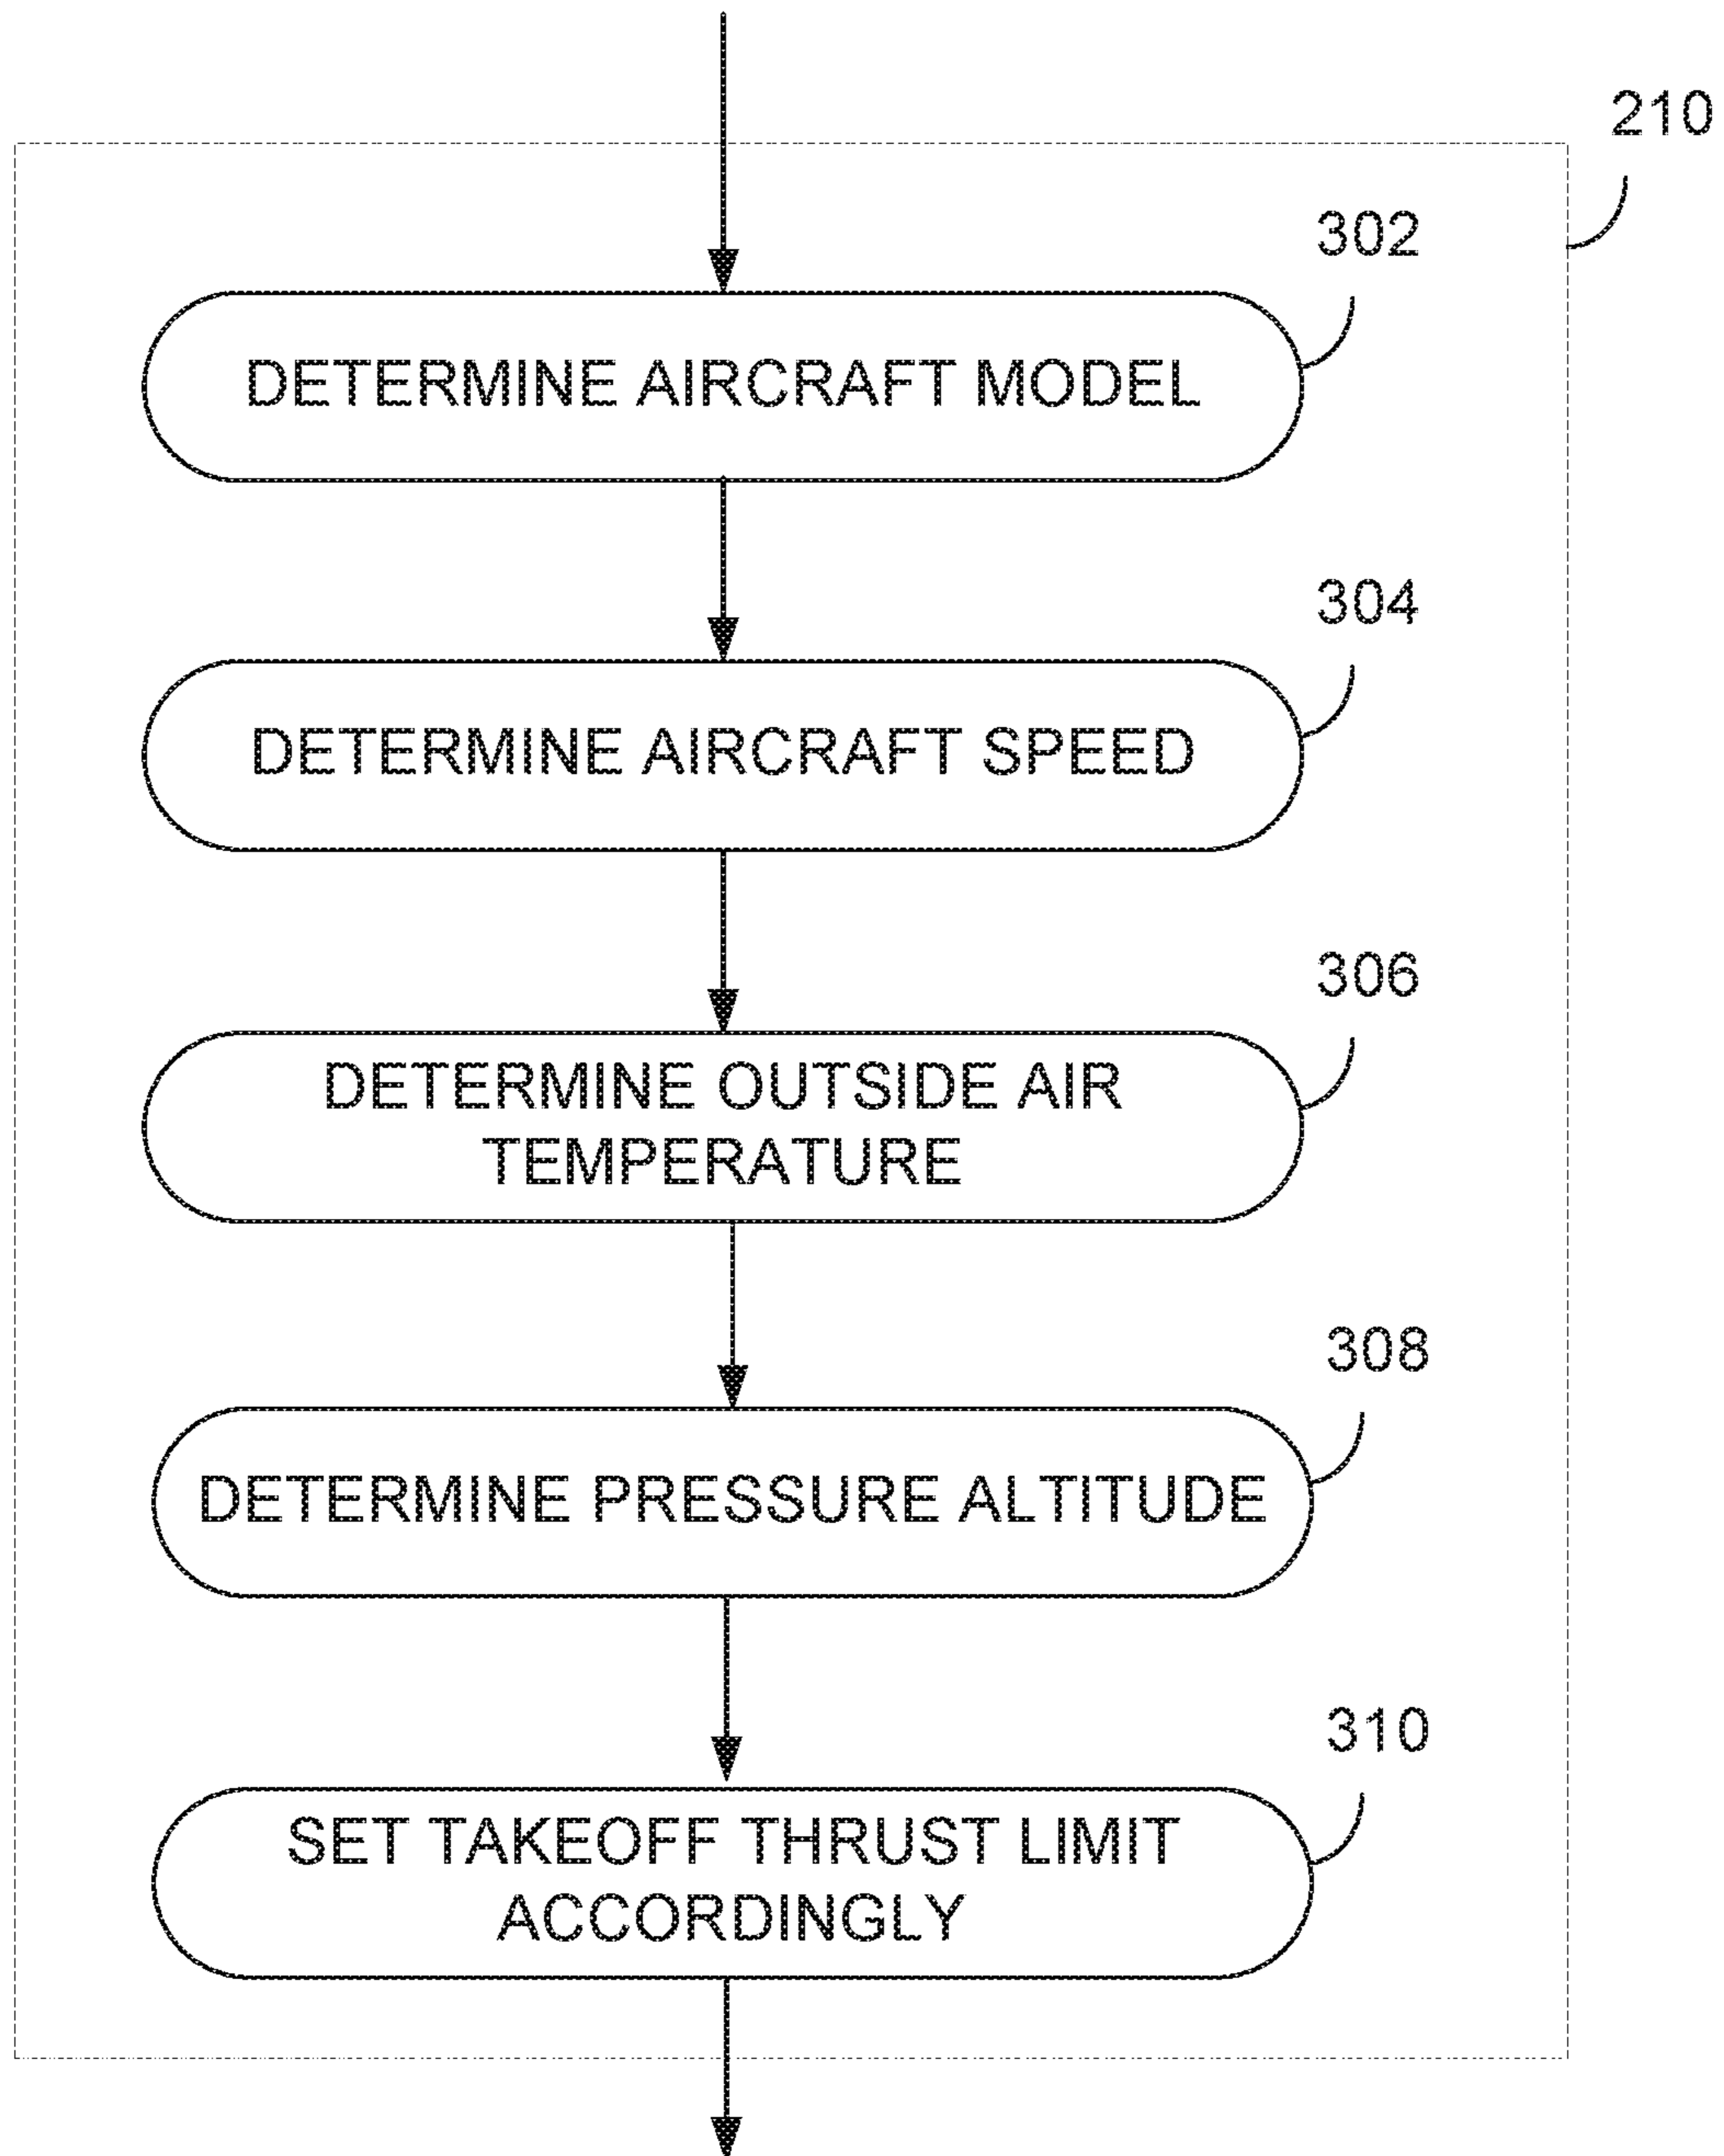 210
302
DETERMINE AIRCRAFT MODEL
304
DETERMINE AIRCRAFT SPEED
306
DETERMINE OUTSIDE AIR
TEMPERATURE
308
DETERMINE PRESSURE ALTITUDE
310
SET TAKEOFF THRUST LIMIT
ACCORDINGLY